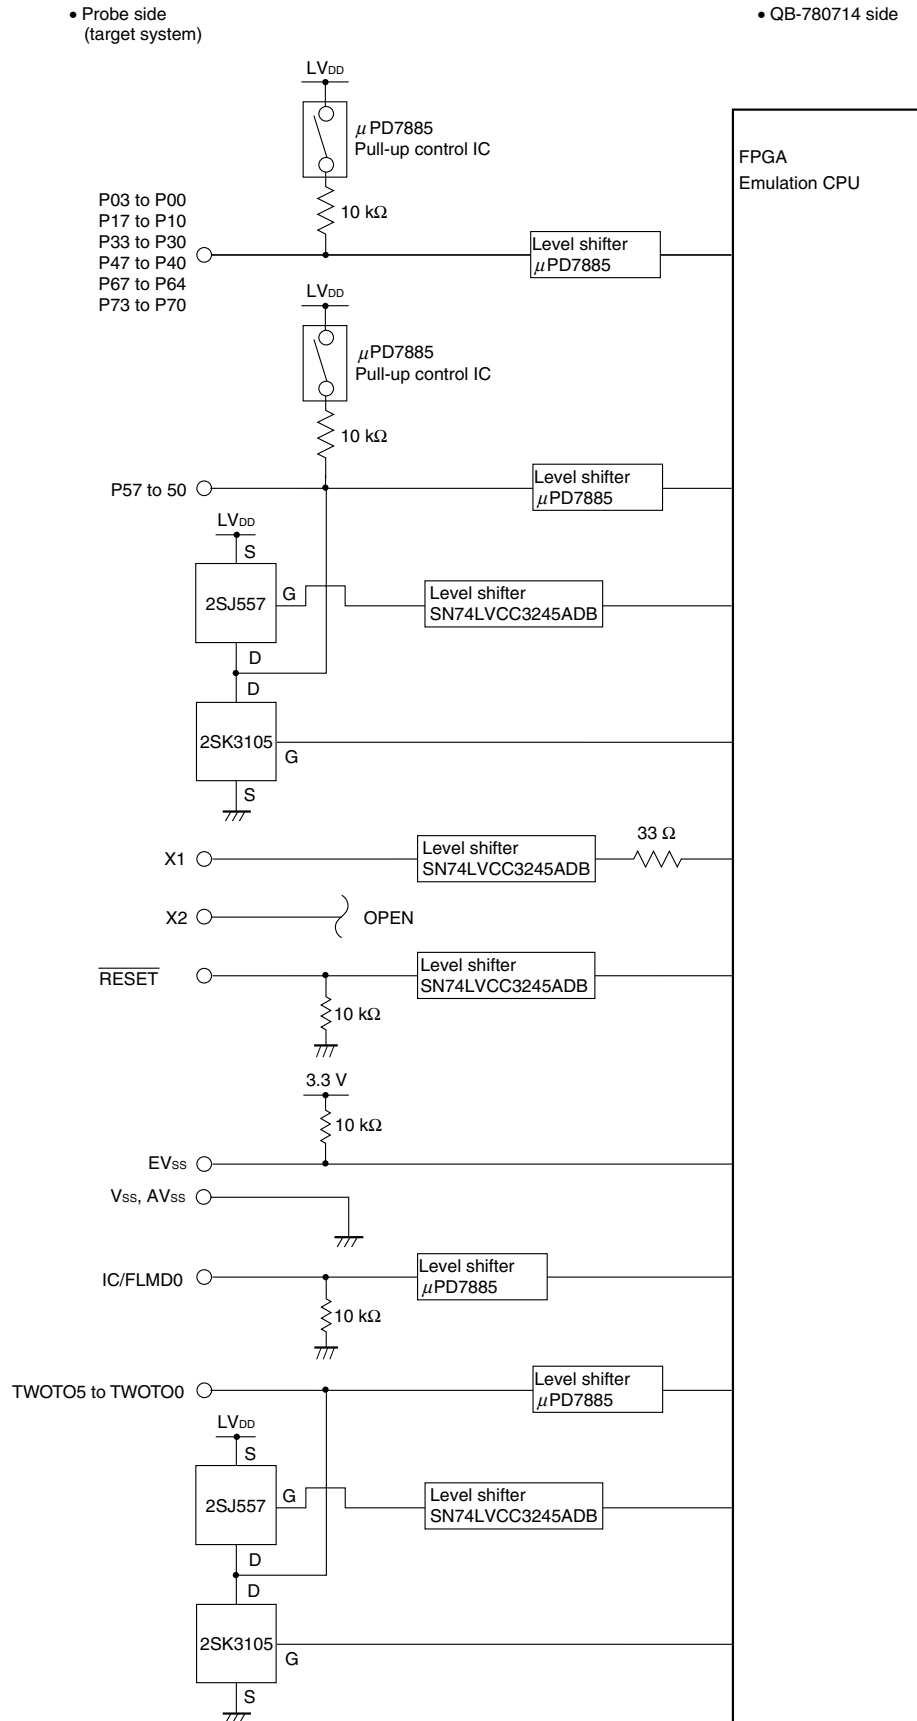 • Probe side
(target system)
• QB-780714 side
LVDD
μPD7885
Pull-up control IC
FPGA
Emulation CPU
P03 to P00
P17 to P10
P33 to P30
P47 to P40
P67 to P64
P73 to P70
10 kΩ
Level shifter
μPD7885
LVDD
μPD7885
Pull-up control IC
10 kΩ
P57 to 50
Level shifter
μPD7885
LVDD
S
2SJ557
G
Level shifter
SN74LVCC3245ADB
D
D
2SK3105
G
S
33 Ω
X1
Level shifter
SN74LVCC3245ADB
X2
OPEN
RESET
Level shifter
SN74LVCC3245ADB
10 kΩ
3.3 V
10 kΩ
EVSS
VSS, AVSS
IC/FLMD0
Level shifter
μPD7885
10 kΩ
TWOTO5 to TWOTO0
Level shifter
μPD7885
LVDD
S
2SJ557
G
Level shifter
SN74LVCC3245ADB
D
D
2SK3105
G
S